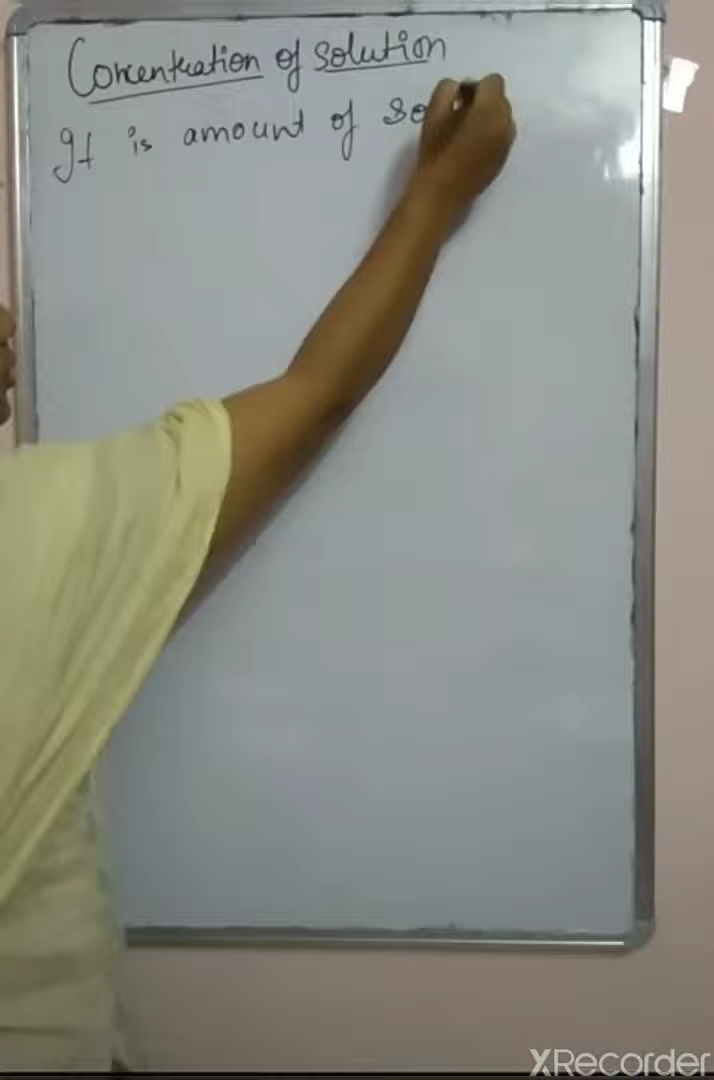 Concentration of solution
It is amount of so
XRecorder